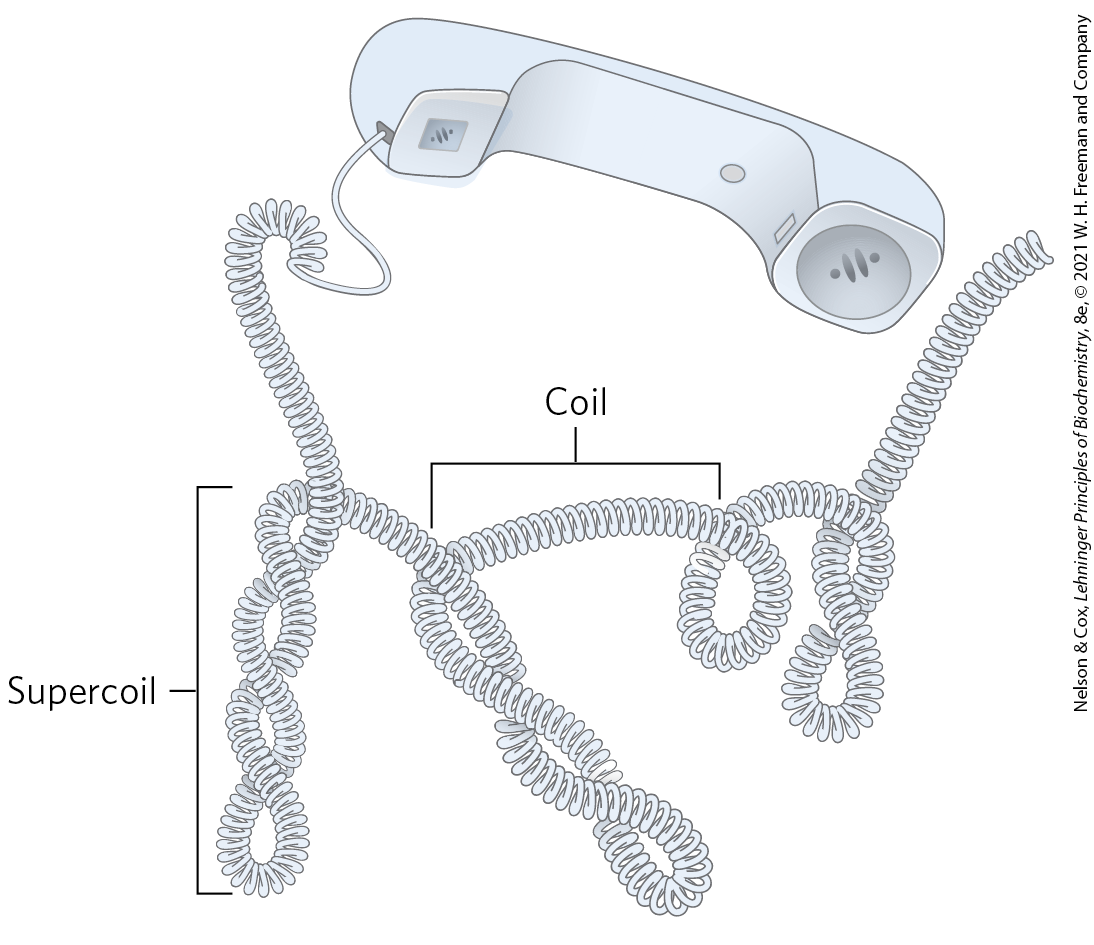 Coil
Supercoil
Nelson & Cox, Lehninger Principles of Biochemistry, 8e, © 2021 W. H. Freeman and Company